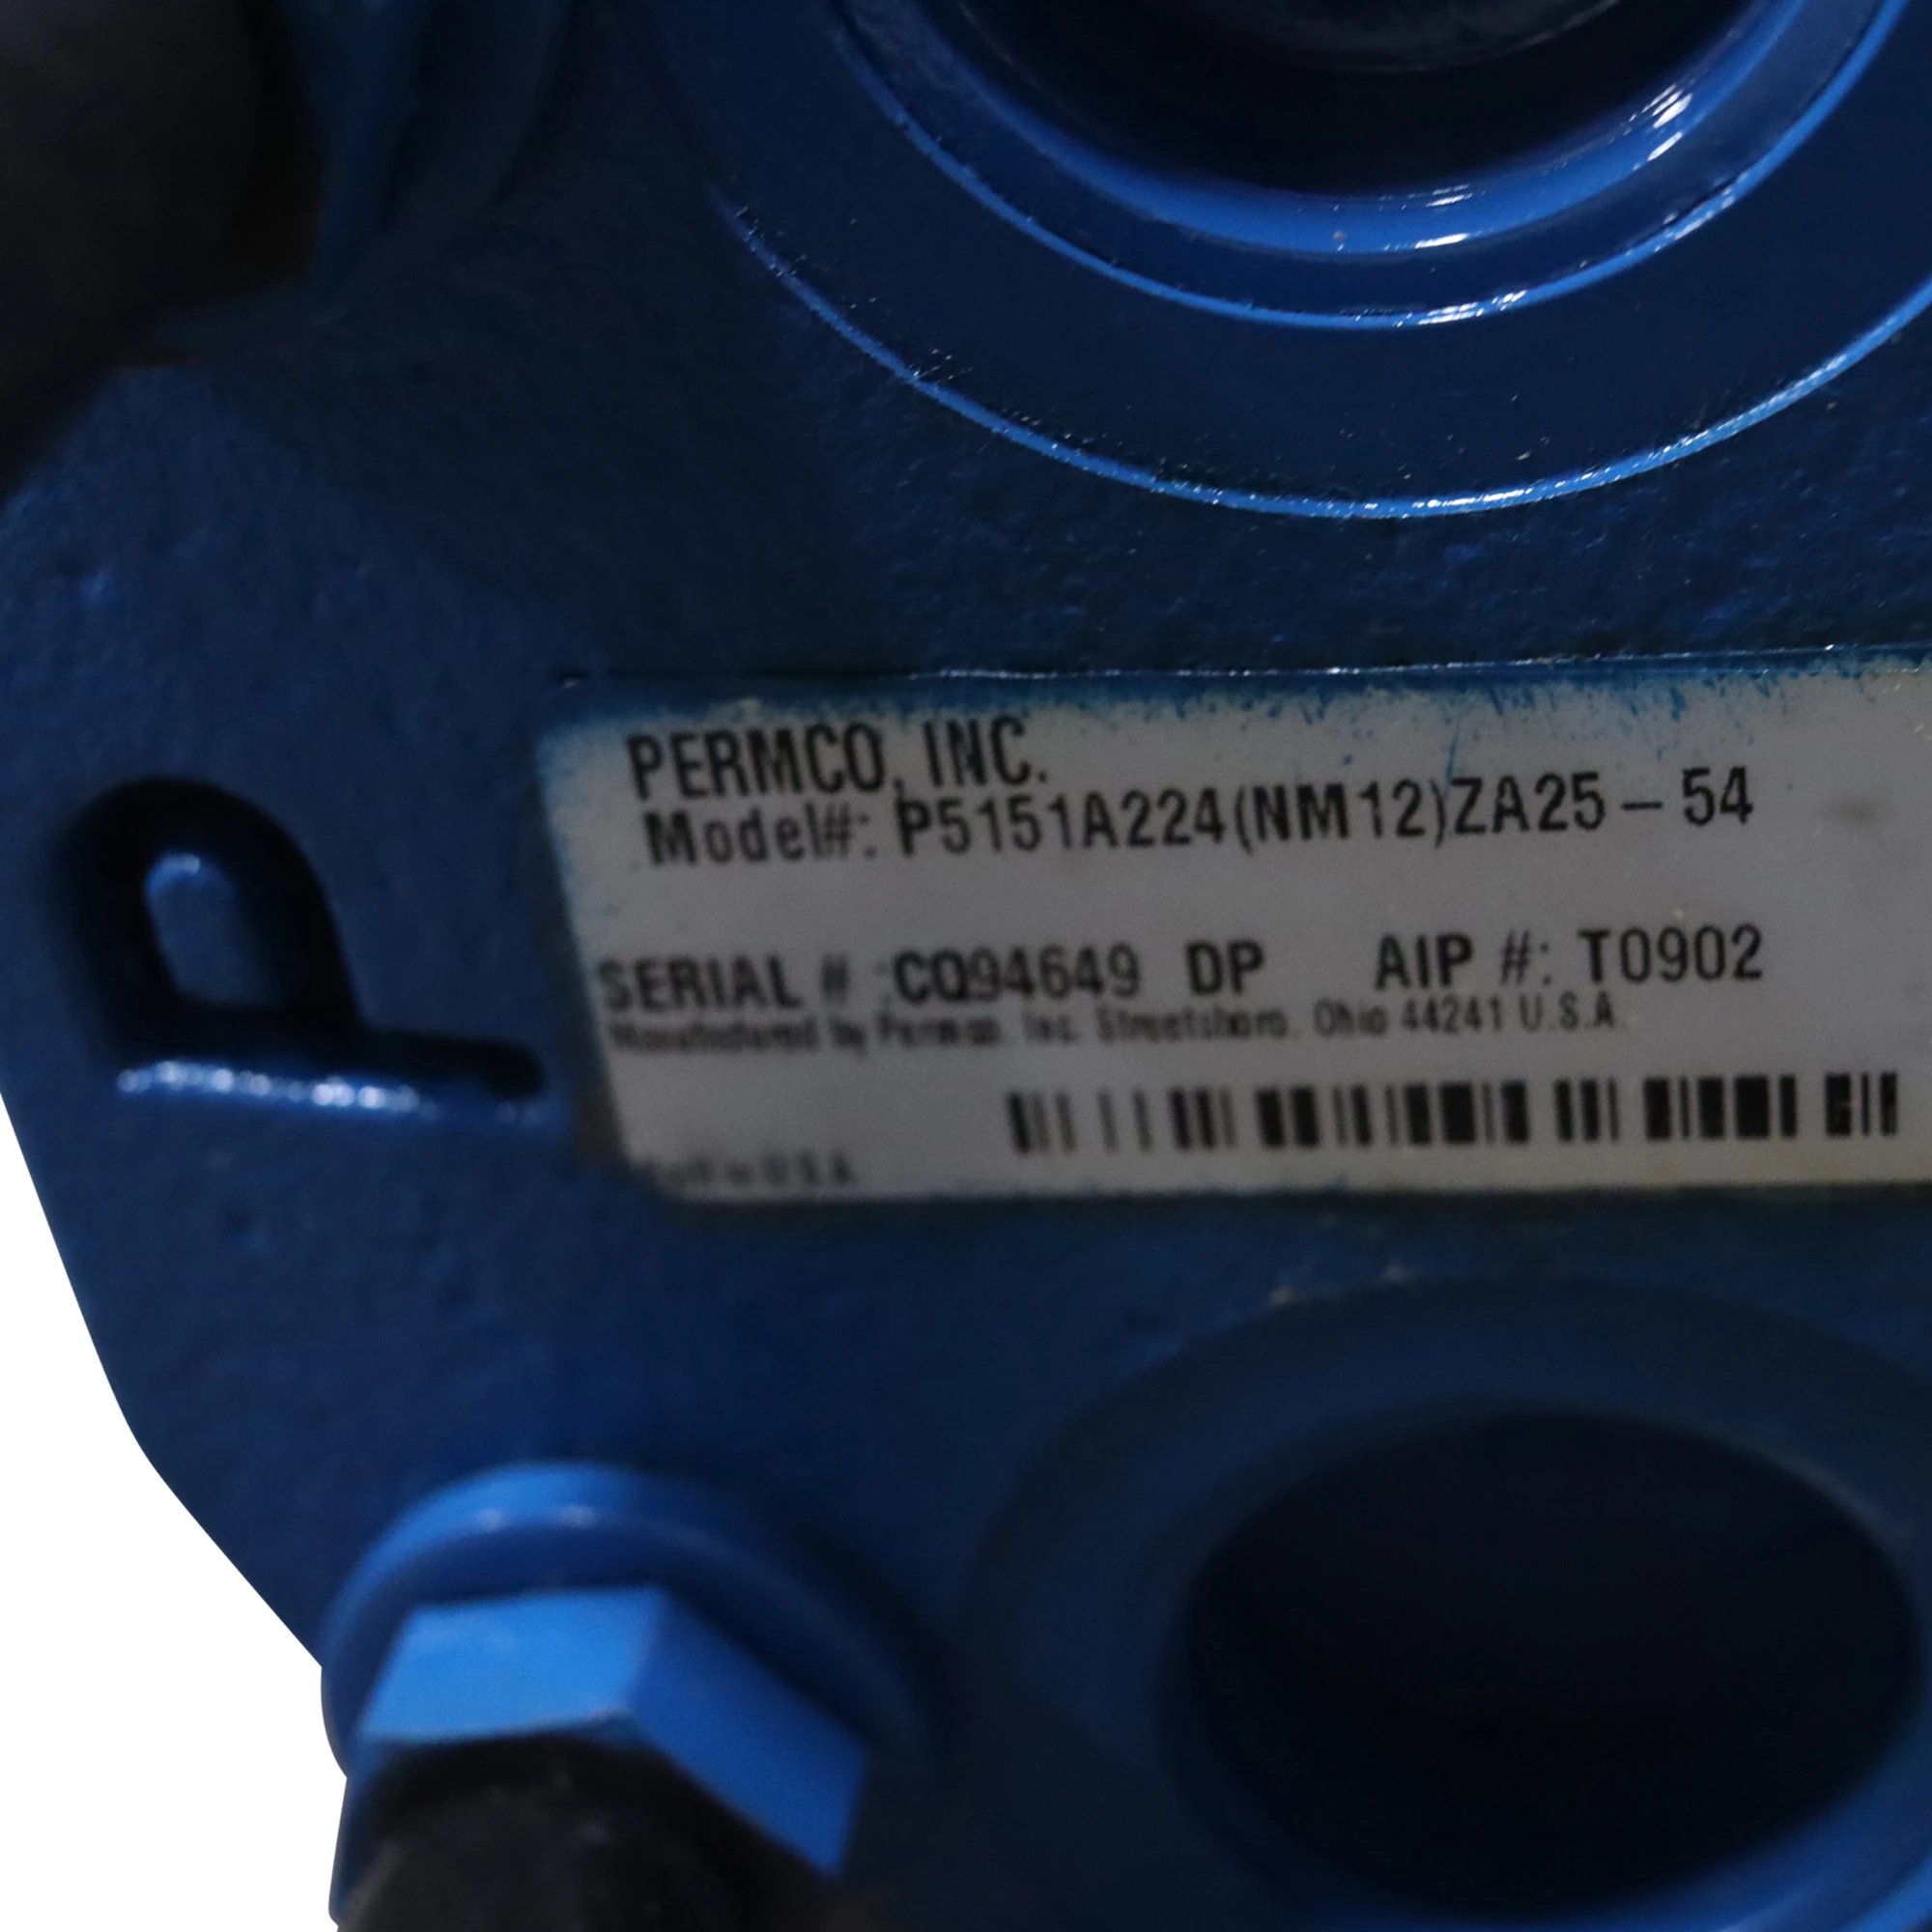 P
PERMCO, INC.
Model#: P5151A224(NM12)ZA25-54
SERIAL # :CQ94649 DP AIP #: T0902
Manufactured by Permco, Inc. Streetsboro, Ohio 44241 U.S.A.
U.S.A.